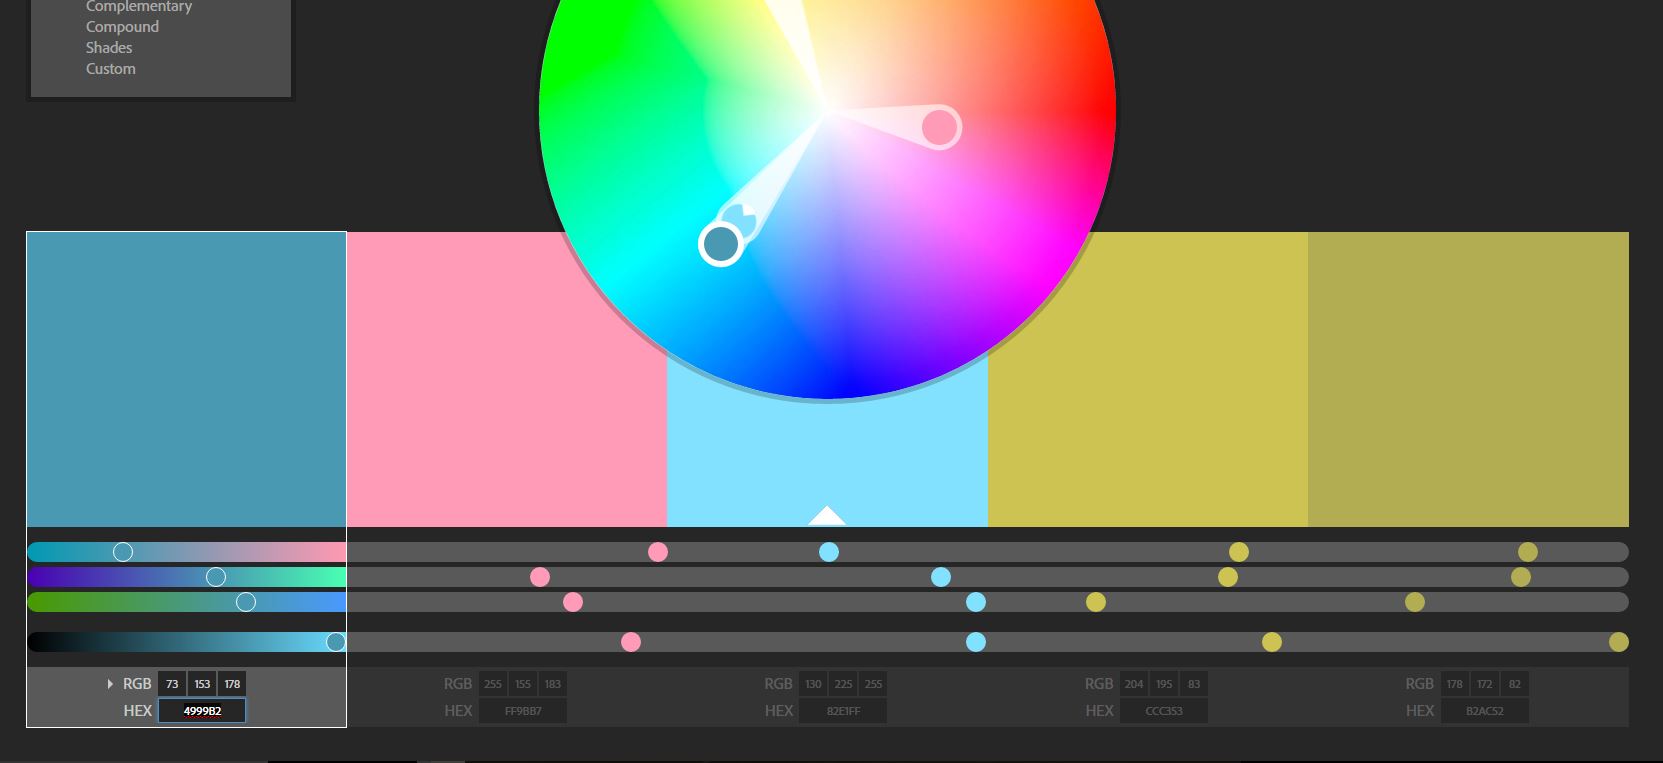 Complementary
Compound
Shades
Custom
RGB 73 153 178 RGB 255 155 183 RGB 130 225 255 RGB 204 195 83 RGB 178 172 82
HEX 4999B2 HEX FF9BB7 HEX 82E1FF HEX CCC353 HEX B2AC52